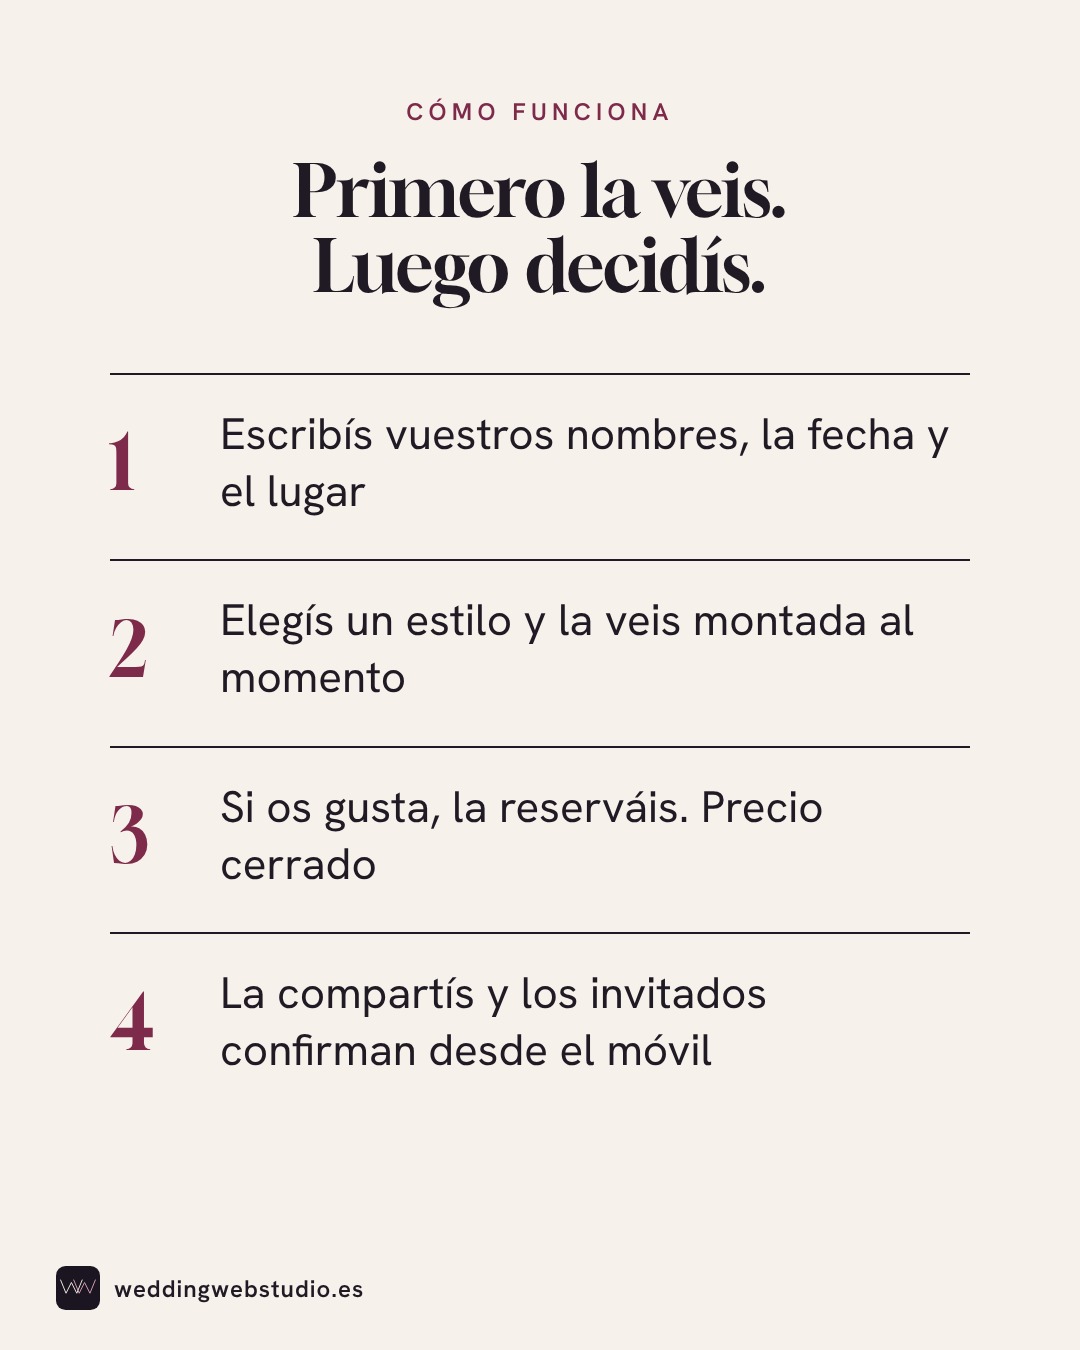 CÓMO FUNCIONA
Primero la veis.
Luego decidís.
1
Escribís vuestros nombres, la fecha y
el lugar
2
Elegís un estilo y la veis montada al
momento
3
Si os gusta, la reserváis. Precio
cerrado
4
La compartís y los invitados
confirman desde el móvil
weddingwebstudio.es